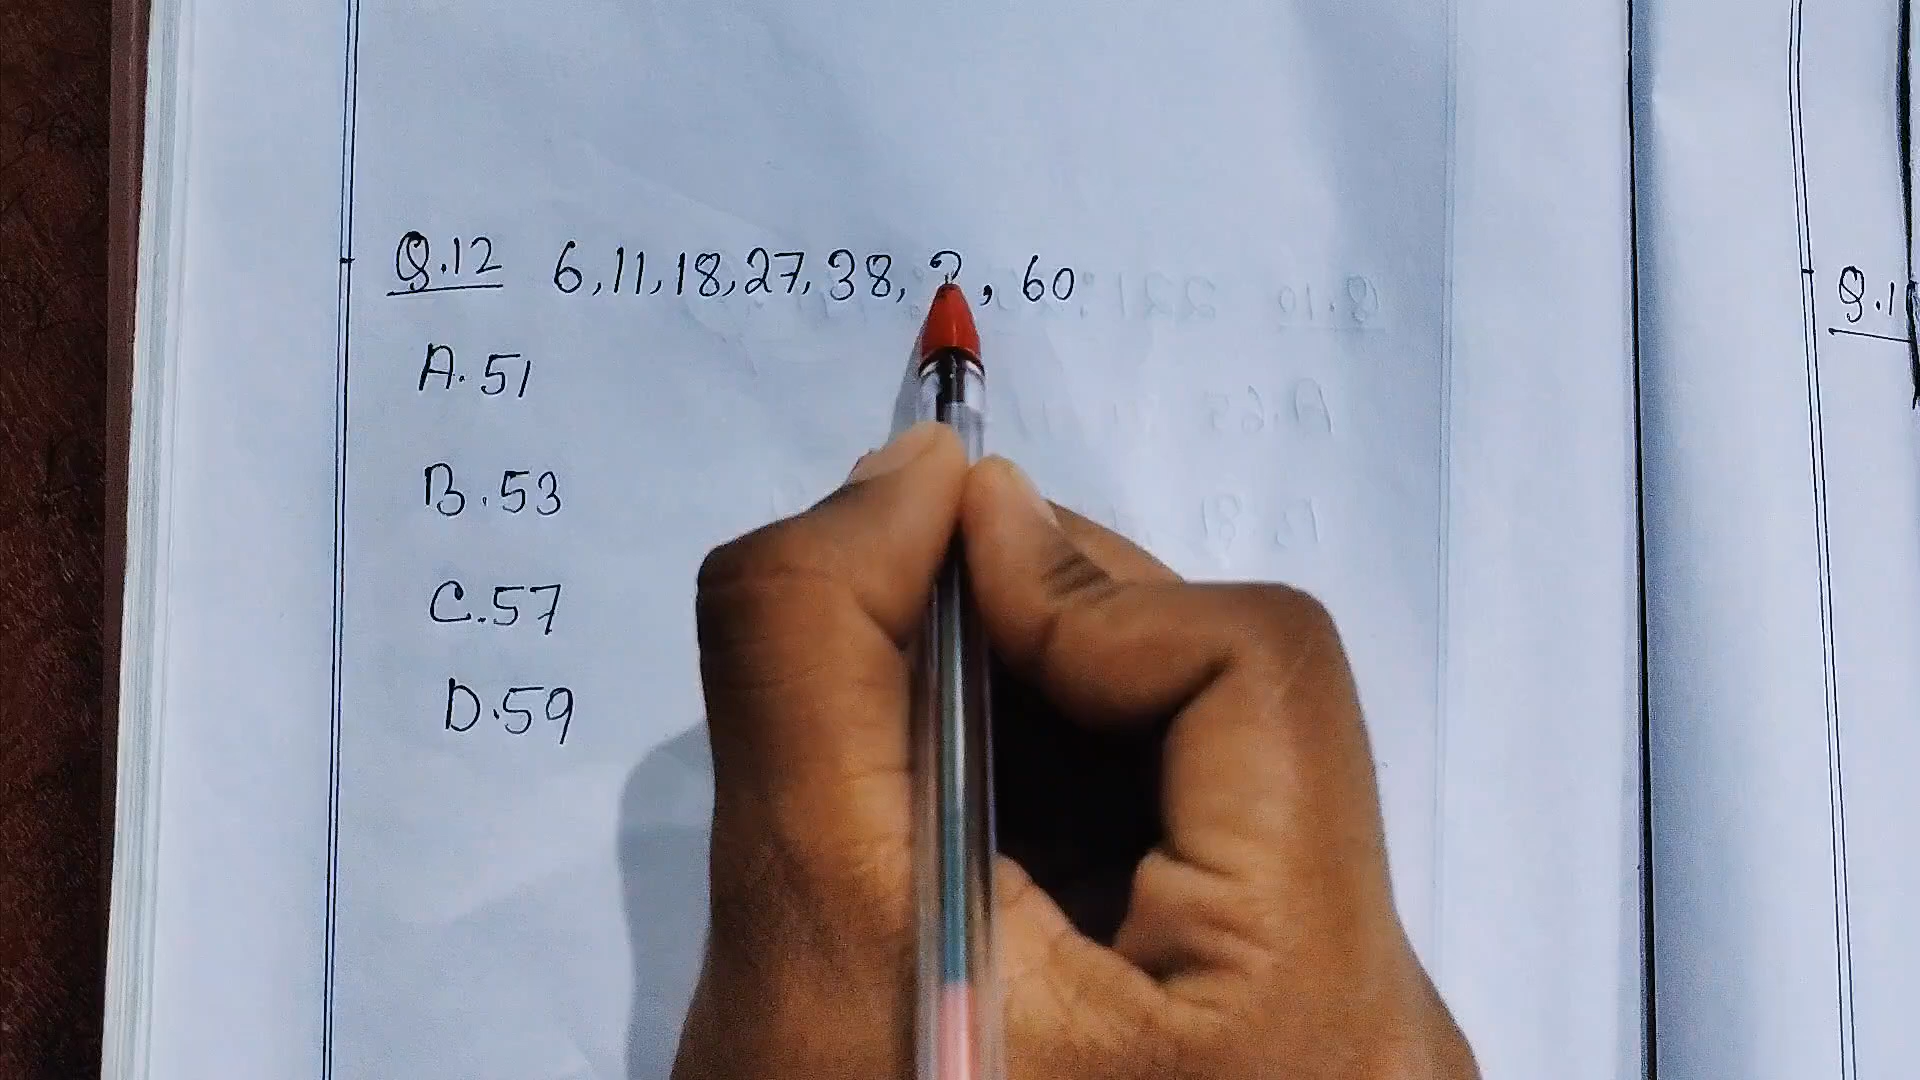 Q.12 6,11,18,27,38, ?, 60
A. 51
B. 53
C. 57
D. 59